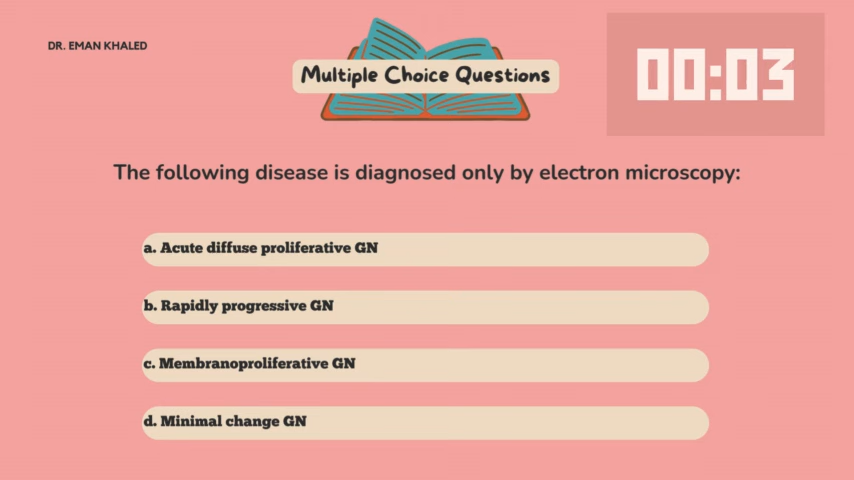 DR. EMAN KHALED
Multiple Choice Questions
00:03
The following disease is diagnosed only by electron microscopy:
a. Acute diffuse proliferative GN
b. Rapidly progressive GN
c. Membranoproliferative GN
d. Minimal change GN